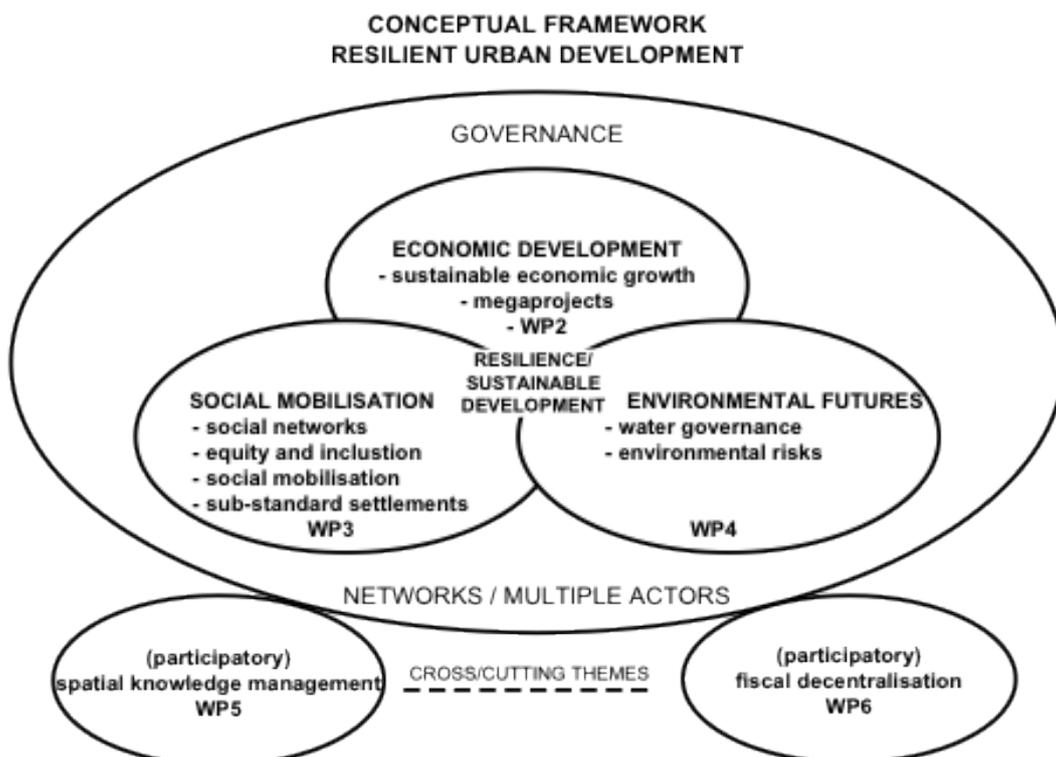 CONCEPTUAL FRAMEWORK
RESILIENT URBAN DEVELOPMENT
GOVERNANCE
ECONOMIC DEVELOPMENT
- sustainable economic growth
- megaprojects
- WP2
RESILIENCE/
SUSTAINABLE
DEVELOPMENT
SOCIAL MOBILISATION
- social networks
- equity and inclustion
- social mobilisation
- sub-standard settlements
WP3
ENVIRONMENTAL FUTURES
- water governance
- environmental risks
WP4
NETWORKS / MULTIPLE ACTORS
(participatory)
spatial knowledge management
WP5
CROSS/CUTTING THEMES
(participatory)
fiscal decentralisation
WP6